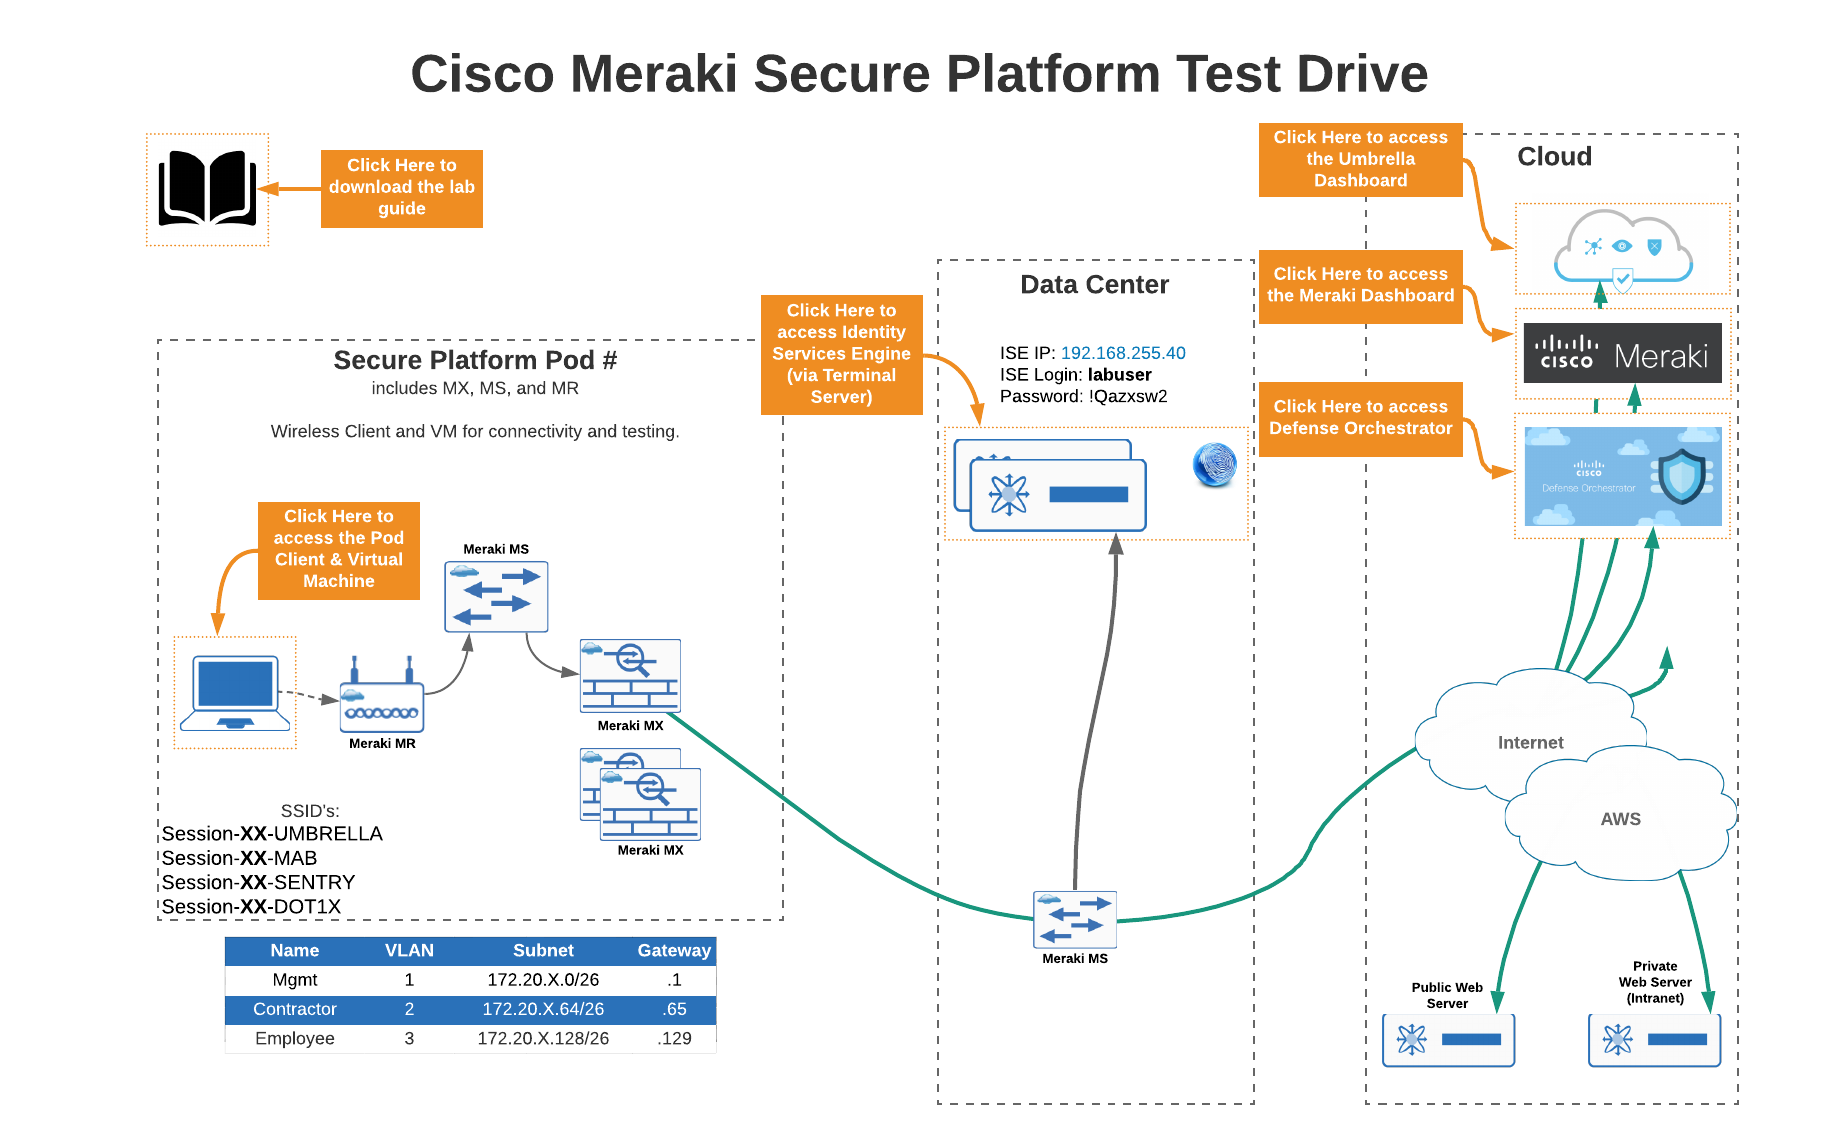 Cisco Meraki Secure Platform Test Drive
Click Here to
download the lab
guide
Click Here to access
the Umbrella
Dashboard
Cloud
Click Here to access
the Meraki Dashboard
CISCO Meraki
Click Here to access
Defense Orchestrator
CISCO
Defense Orchestrator
Data Center
ISE IP: 192.168.255.40
ISE Login: labuser
Password: !Qazxsw2
Click Here to
access Identity
Services Engine
(via Terminal
Server)
Secure Platform Pod #
includes MX, MS, and MR
Wireless Client and VM for connectivity and testing.
Click Here to
access the Pod
Client & Virtual
Machine
Meraki MS
Meraki MR
Meraki MX
Meraki MX
SSID's:
Session-XX-UMBRELLA
Session-XX-MAB
Session-XX-SENTRY
Session-XX-DOT1X
Name VLAN Subnet Gateway
Mgmt 1 172.20.X.0/26 .1
Contractor 2 172.20.X.64/26 .65
Employee 3 172.20.X.128/26 .129
Meraki MS
Internet
AWS
Public Web
Server
Private
Web Server
(Intranet)